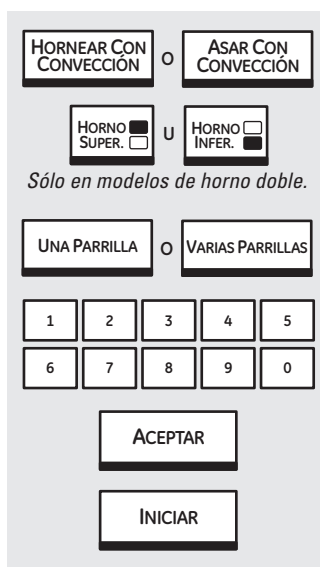 HORNEAR CON CONVECCIÓN O ASAR CON CONVECCIÓN
HORNO SUPER. U HORNO INFER.
Sólo en modelos de horno doble.
UNA PARRILLA O VARIAS PARRILLAS
1 2 3 4 5
6 7 8 9 0
ACEPTAR
INICIAR